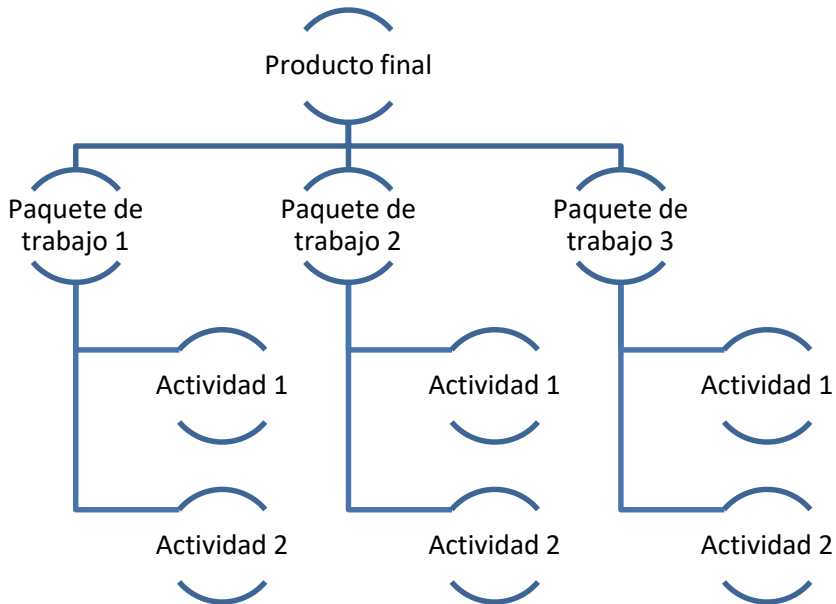 Producto final
Paquete de
trabajo 1
Paquete de
trabajo 2
Paquete de
trabajo 3
Actividad 1
Actividad 1
Actividad 1
Actividad 2
Actividad 2
Actividad 2